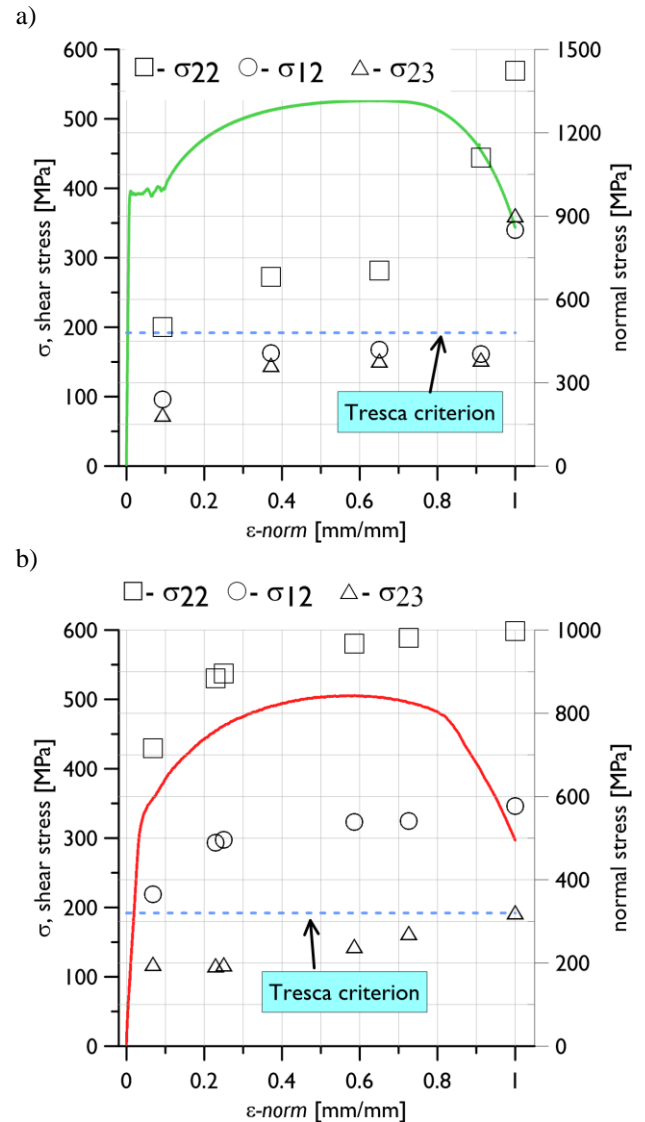 a)
□- σ22 ○- σ12 △- σ23
600
500
400
300
200
100
0
σ, shear stress [MPa]
1500
1200
900
600
300
0
normal stress [MPa]
Tresca criterion
0 0.2 0.4 0.6 0.8 1
ε-norm [mm/mm]
b)
□- σ22 ○- σ12 △- σ23
600
500
400
300
200
100
0
σ, shear stress [MPa]
1000
800
600
400
200
0
normal stress [MPa]
Tresca criterion
0 0.2 0.4 0.6 0.8 1
ε-norm [mm/mm]